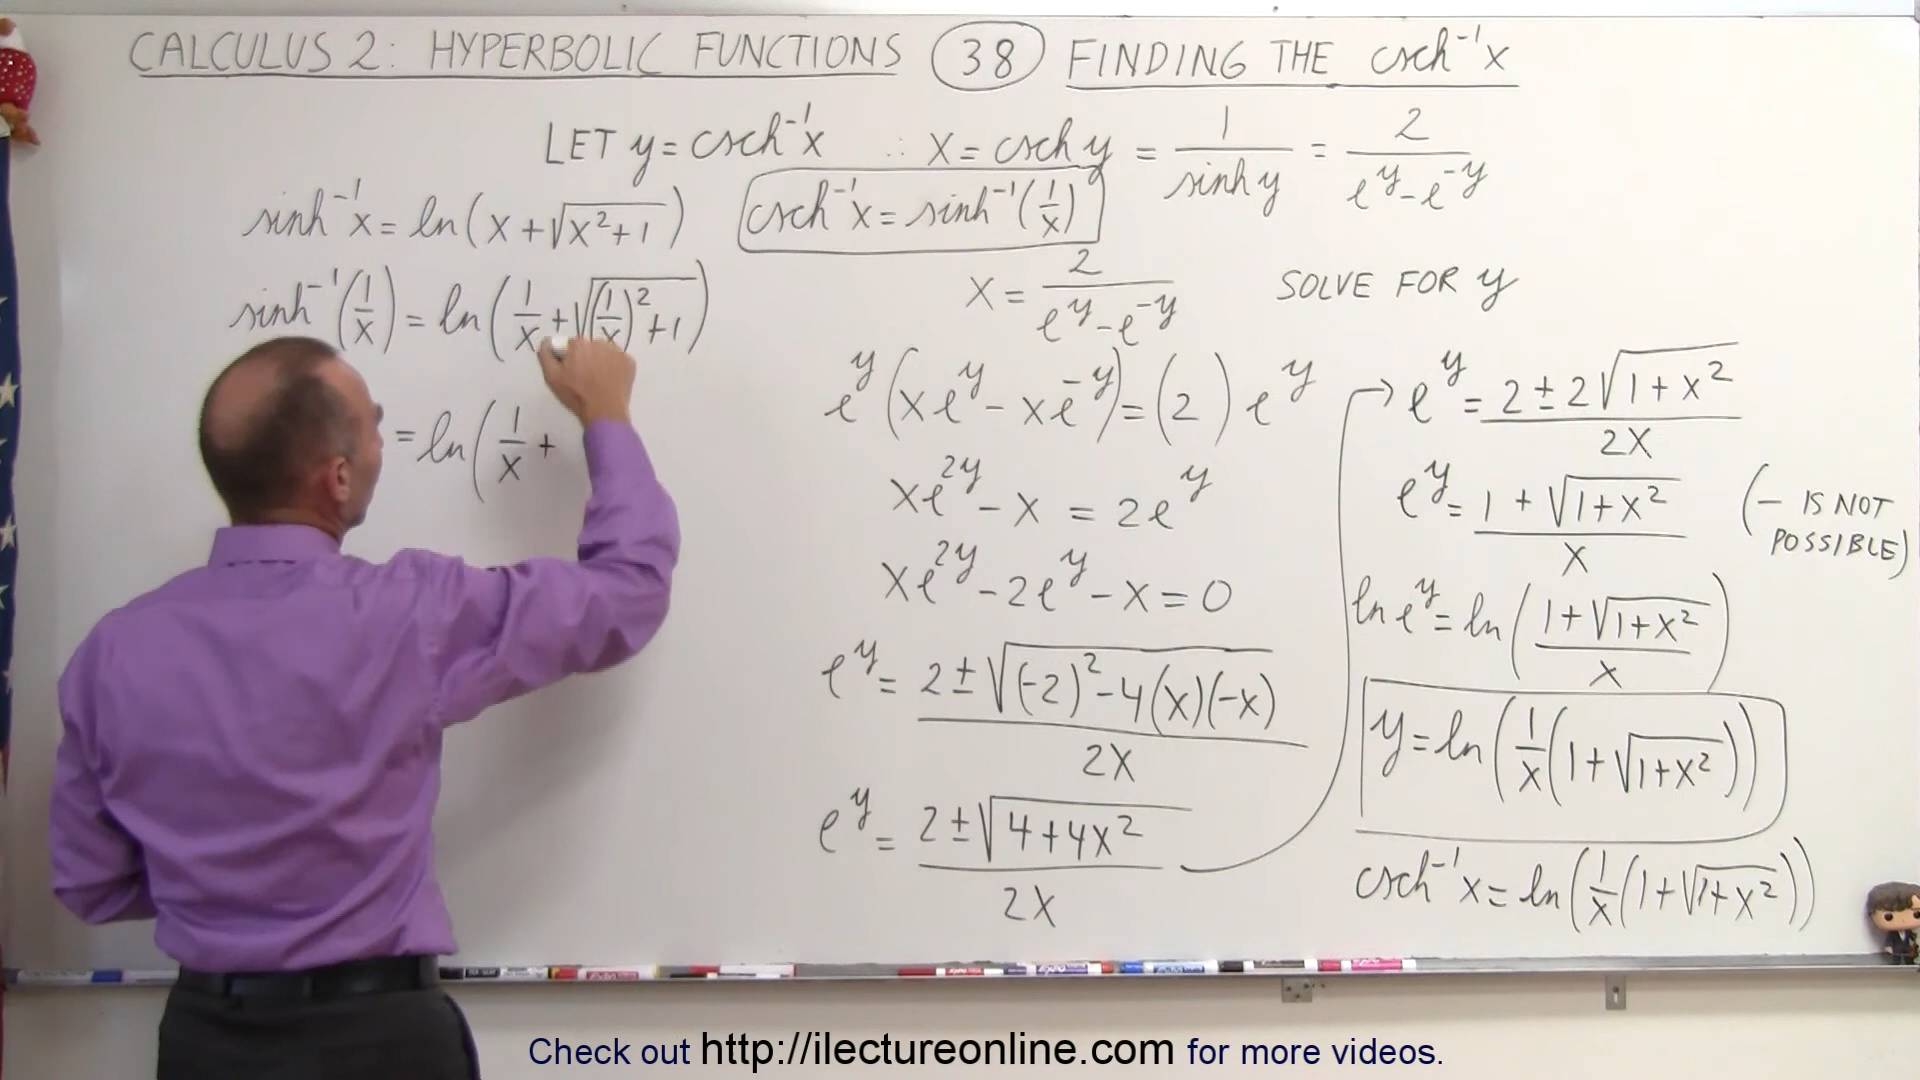 CALCULUS 2: HYPERBOLIC FUNCTIONS (38) FINDING THE csch⁻¹x
LET y = csch⁻¹x ∴ x = csch y = 1/sinh y = 2/(e^y - e^-y)
sinh⁻¹x = ln(x + √(x²+1))
csch⁻¹x = sinh⁻¹(1/x)
sinh⁻¹(1/x) = ln(1/x + √((1/x)²+1))
= ln(1/x +
x = 2/(e^y - e^-y) SOLVE FOR y
e^y(xe^y - xe^-y) = (2)e^y
xe^2y - x = 2e^y
xe^2y - 2e^y - x = 0
e^y = (2 ± √((-2)² - 4(x)(-x)))/2x
e^y = (2 ± √(4+4x²))/2x
→ e^y = (2 ± 2√(1+x²))/2x
e^y = (1 + √(1+x²))/x (- IS NOT
POSSIBLE)
ln e^y = ln((1+√(1+x²))/x)
y = ln(1/x(1+√(1+x²)))
csch⁻¹x = ln(1/x(1+√(1+x²)))
Check out http://ilectureonline.com for more videos.